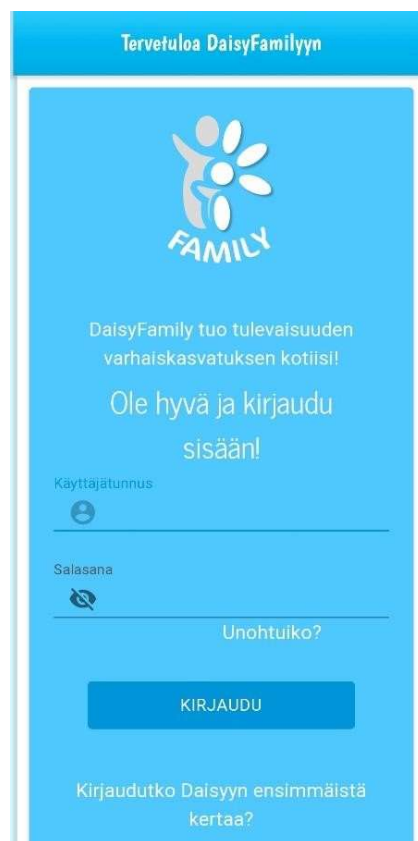 Tervetuloa DaisyFamilyyn
FAMILY
DaisyFamily tuo tulevaisuuden
varhaiskasvatuksen kotiisi!
Ole hyvä ja kirjaudu
sisään!
Käyttäjätunnus
Salasana
Unohtuiko?
KIRJAUDU
Kirjaudutko Daisyyn ensimmäistä
kertaa?